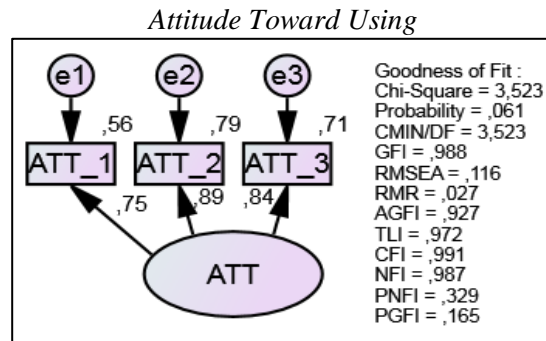 Attitude Toward Using
e1 e2 e3
,56 ,79 ,71
ATT_1 ATT_2 ATT_3
,75 ,89 ,84
ATT
Goodness of Fit :
Chi-Square = 3,523
Probability = ,061
CMIN/DF = 3,523
GFI = ,988
RMSEA = ,116
RMR = ,027
AGFI = ,927
TLI = ,972
CFI = ,991
NFI = ,987
PNFI = ,329
PGFI = ,165